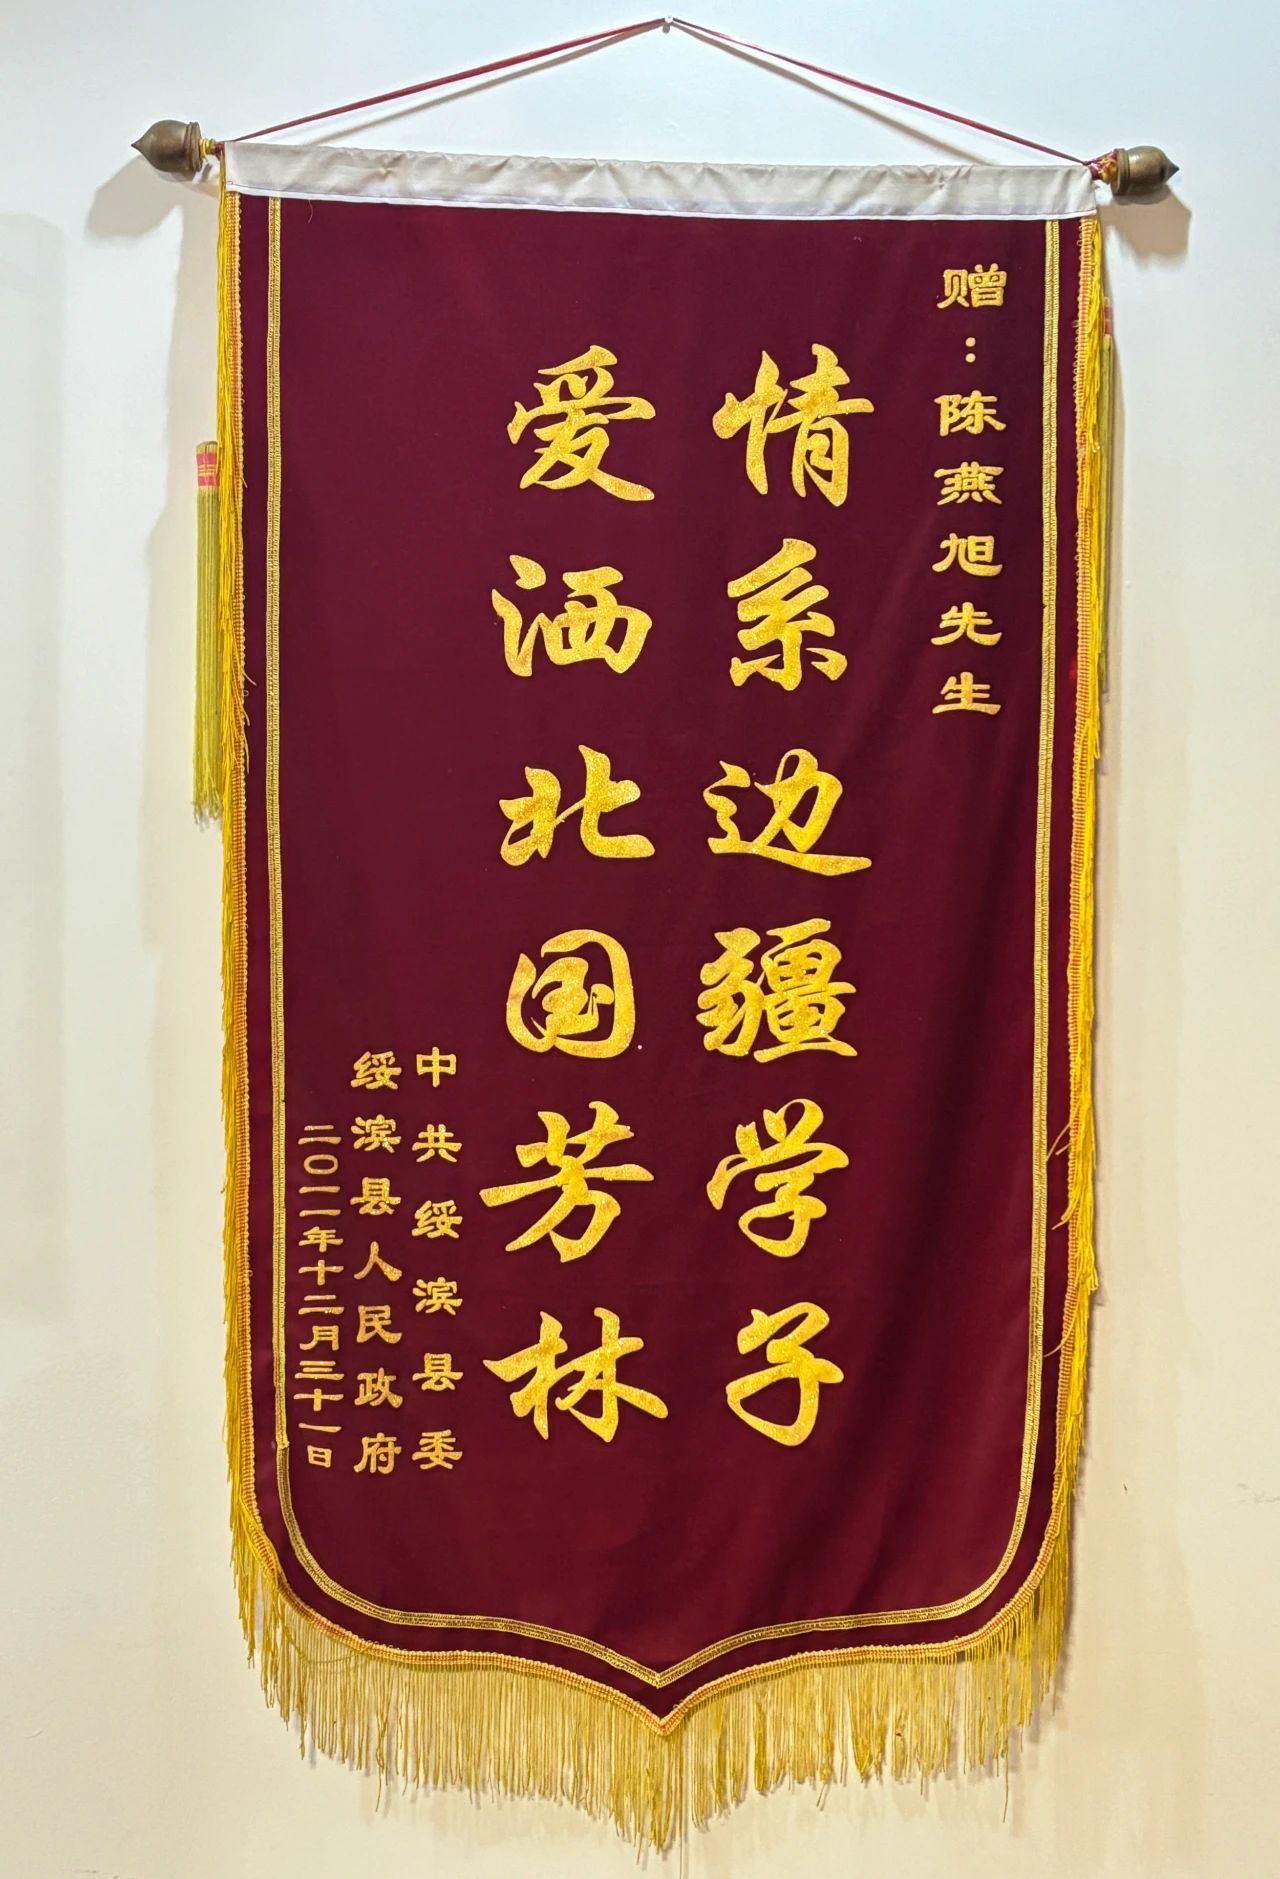 赠：陈燕旭先生
情系边疆学子
爱洒北国芳林
中共绥滨县委
绥滨县人民政府
二〇一一年十二月三十一日